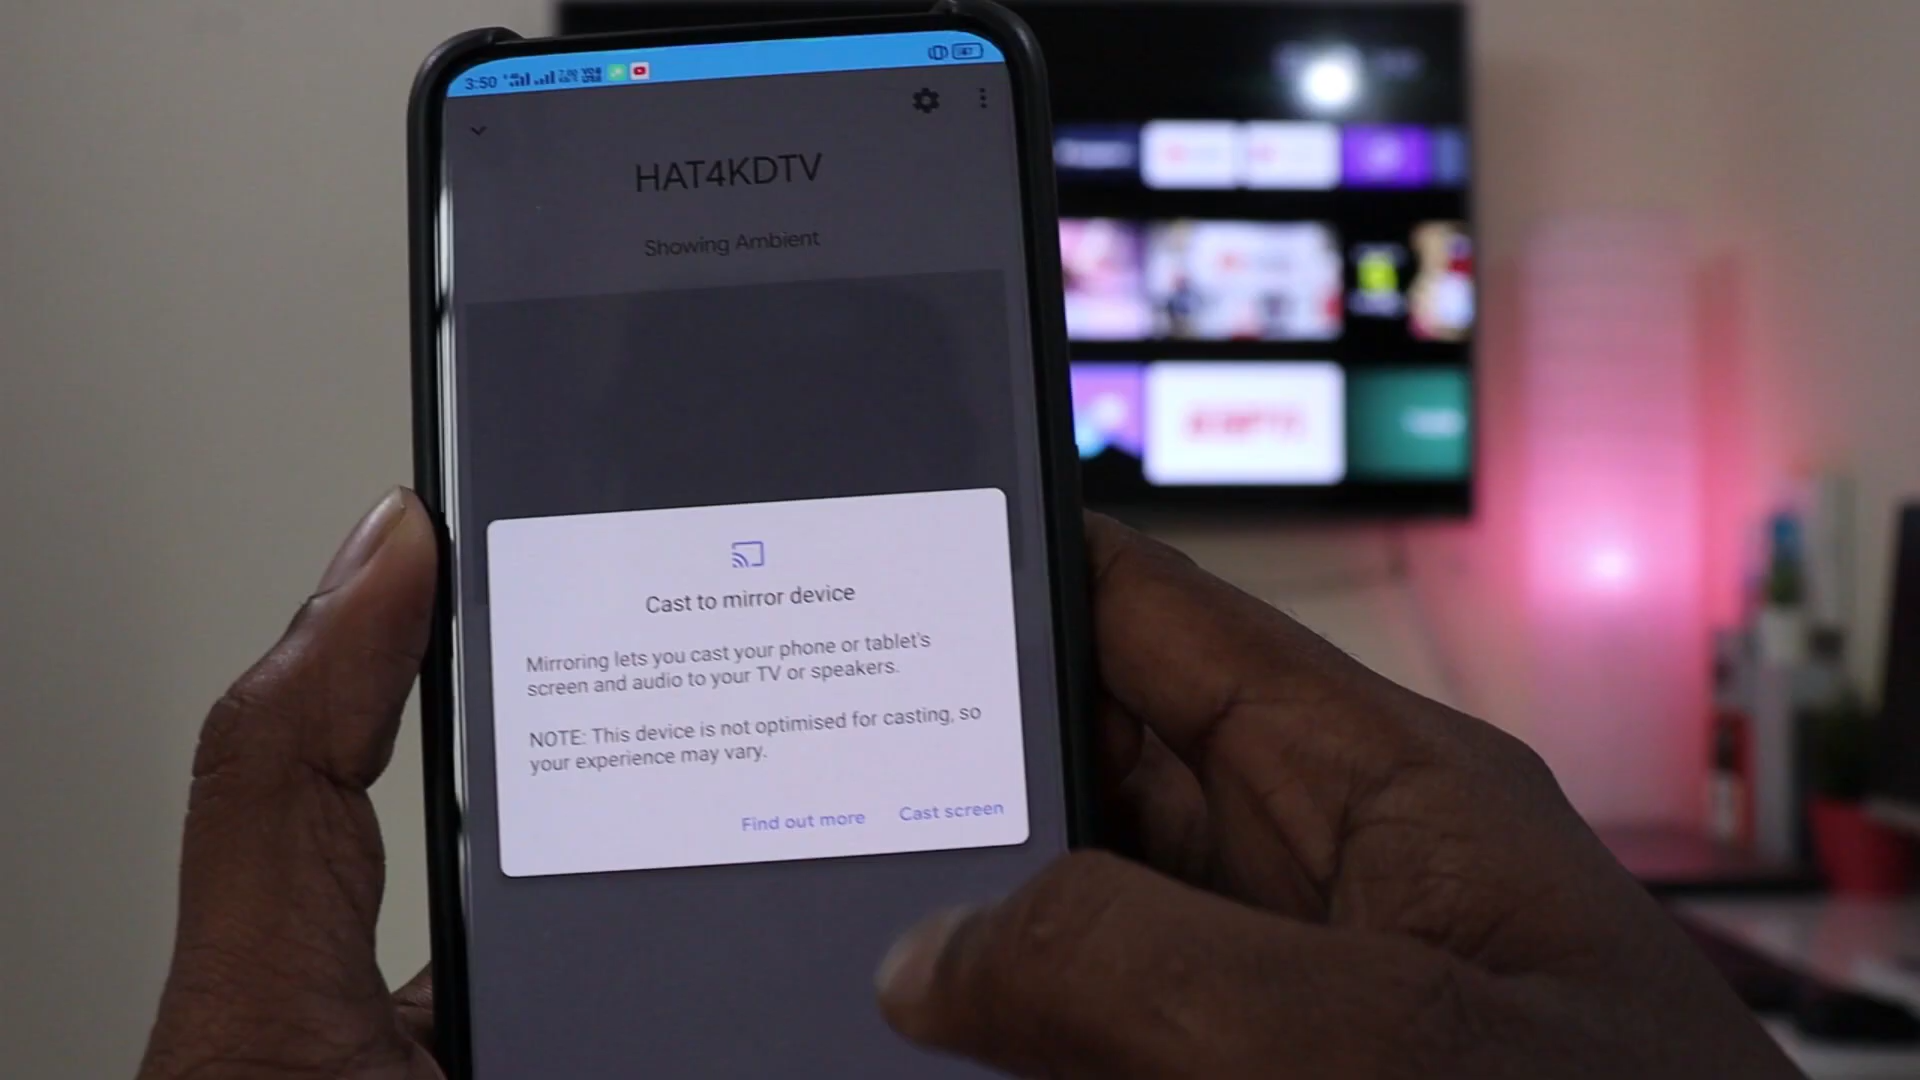 3:50
HAT4KDTV
Showing Ambient
Cast to mirror device
Mirroring lets you cast your phone or tablet's
screen and audio to your TV or speakers.
NOTE: This device is not optimised for casting, so
your experience may vary.
Find out more
Cast screen